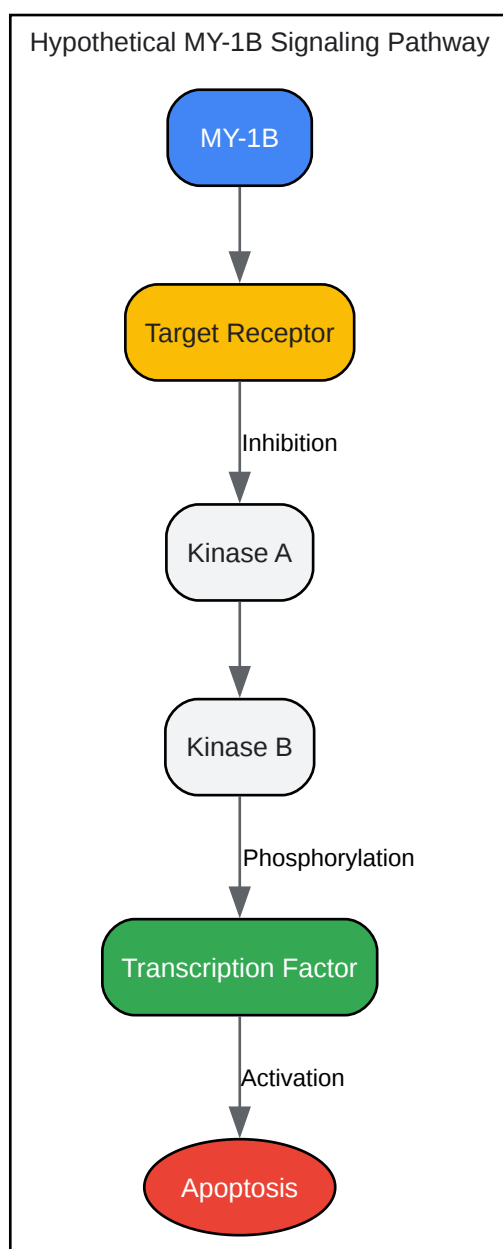 Hypothetical MY-1B Signaling Pathway
MY-1B
Target Receptor
Inhibition
Kinase A
Kinase B
Phosphorylation
Transcription Factor
Activation
Apoptosis